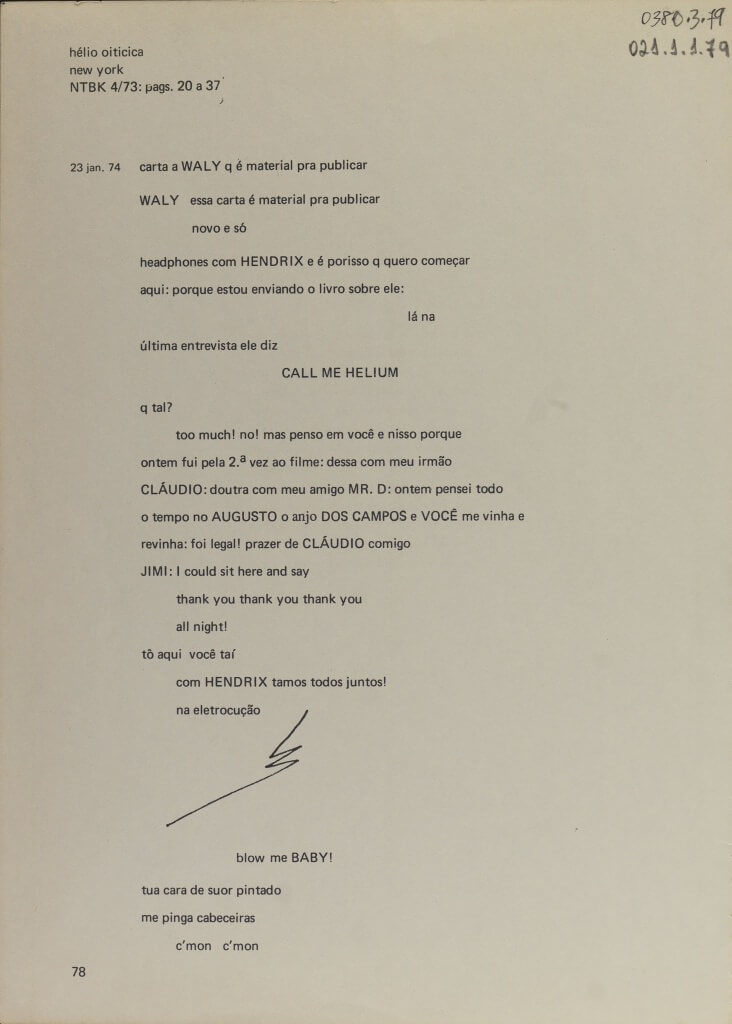 0380.3.79
021.1.1.79
hélio oiticica
new york
NTBK 4/73: pags. 20 a 37
23 jan. 74 carta a WALY q é material pra publicar
WALY essa carta é material pra publicar
novo e só
headphones com HENDRIX e é porisso q quero começar
aqui: porque estou enviando o livro sobre ele:
lá na
última entrevista ele diz
CALL ME HELIUM
q tal?
too much! no! mas penso em você e nisso porque
ontem fui pela 2.ª vez ao filme: dessa com meu irmão
CLÁUDIO: doutra com meu amigo MR. D: ontem pensei todo
o tempo no AUGUSTO o anjo DOS CAMPOS e VOCÊ me vinha e
revinha: foi legal! prazer de CLÁUDIO comigo
JIMI: I could sit here and say
thank you thank you thank you
all night!
tô aqui você taí
com HENDRIX tamos todos juntos!
na eletrocução
blow me BABY!
tua cara de suor pintado
me pinga cabeceiras
c'mon c'mon
78